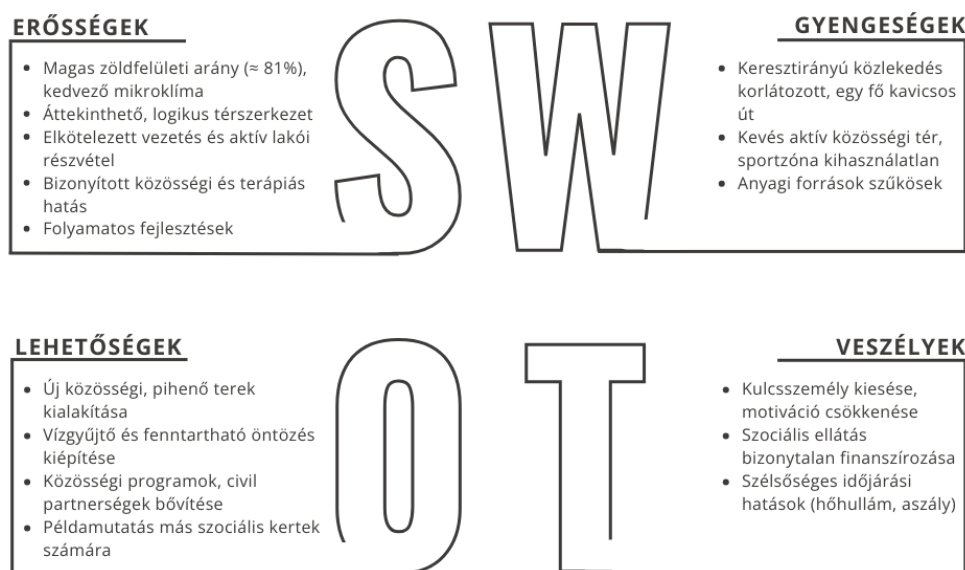 ERŐSSÉGEK
• Magas zöldfelületi arány (≈ 81%),
kedvező mikroklíma
• Áttekinthető, logikus térszerkezet
• Elkötelezett vezetés és aktív lakói
részvétel
• Bizonyított közösségi és terápiás
hatás
• Folyamatos fejlesztések
S
W
GYENGESÉGEK
• Keresztirányú közlekedés
korlátozott, egy fő kavicsos
út
• Kevés aktív közösségi tér,
sportzóna kihasználatlan
• Anyagi források szűkösek
LEHETŐSÉGEK
• Új közösségi, pihenő terek
kialakítása
• Vízgyűjtő és fenntartható öntözés
kiépítése
• Közösségi programok, civil
partnerségek bővítése
• Példamutatás más szociális kertek
számára
O
T
VESZÉLYEK
• Kulcsszemély kiesése,
motiváció csökkenése
• Szociális ellátás
bizonytalan finanszírozása
• Szélsőséges időjárási
hatások (hőhullám, aszály)